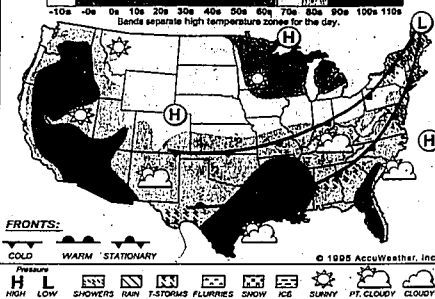 -10s -0s 0s 10s 20s 30s 40s 50s 60s 70s 80s 90s 100s 110s
Bands separate high temperature zones for the day.
H
L
H
H
FRONTS:
COLD WARM STATIONARY
© 1995 AccuWeather, Inc
Pressure
H L
HIGH LOW SHOWERS RAIN T-STORMS FLURRIES SNOW ICE SUNNY PT. CLOUDY CLOUDY